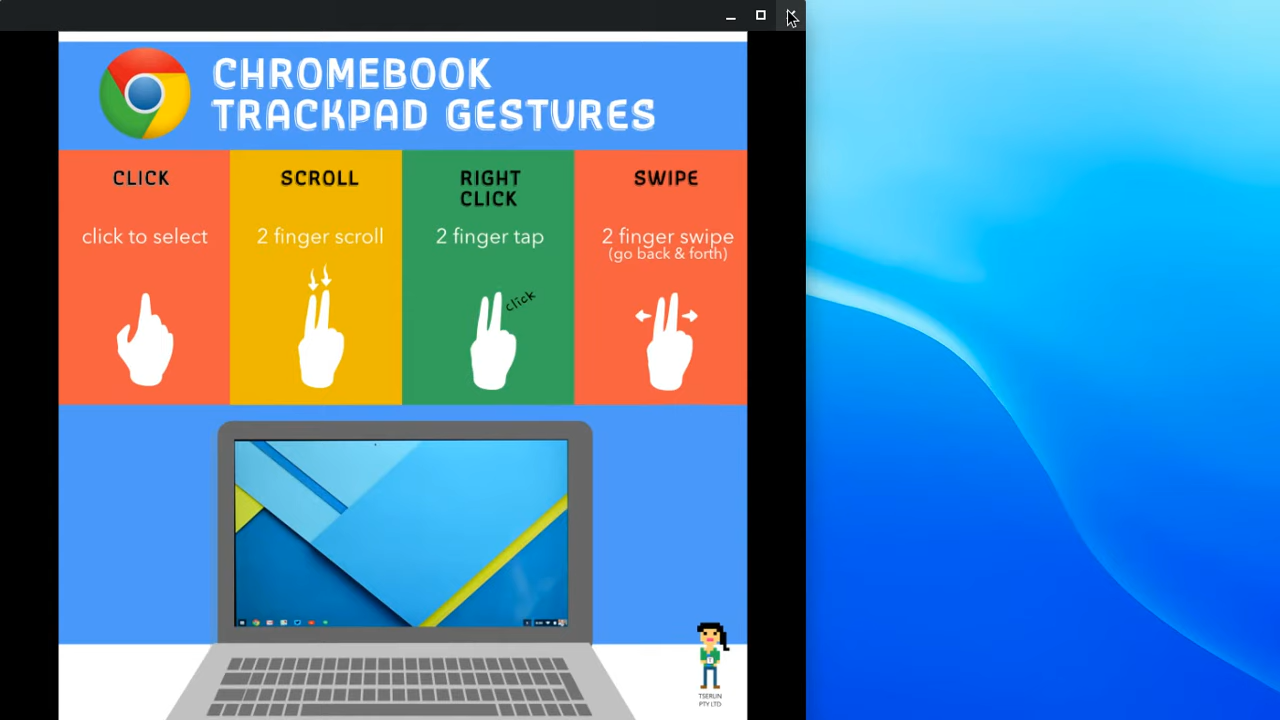 CHROMEBOOK
TRACKPAD GESTURES
CLICK
click to select
SCROLL
2 finger scroll
RIGHT
CLICK
2 finger tap
click
SWIPE
2 finger swipe
(go back & forth)
TSERLIN
PTY LTD